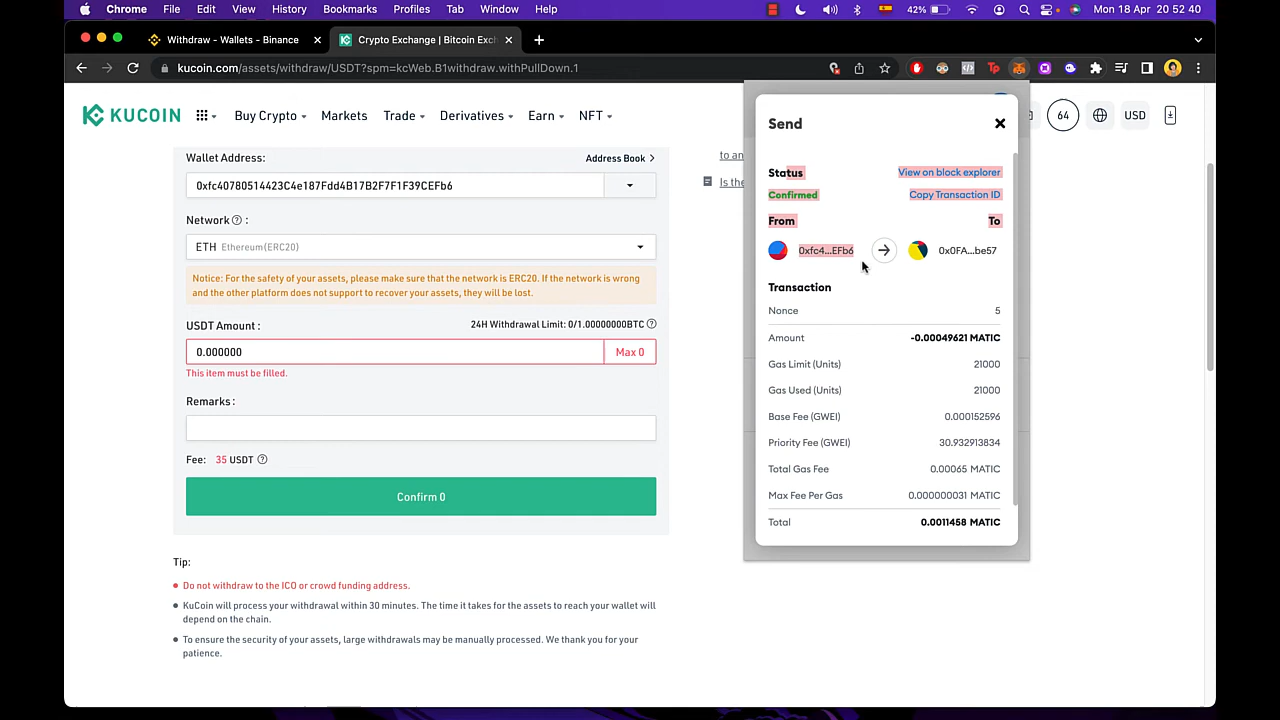 Chrome File Edit View History Bookmarks Profiles Tab Window Help 42% Mon 18 Apr 20 52 40
Withdraw - Wallets - Binance
Crypto Exchange | Bitcoin Exc
kucoin.com/assets/withdraw/USDT?spm=kcWeb.B1withdraw.withPullDown.1
KUCOIN Buy Crypto Markets Trade Derivatives Earn NFT 64 USD
Wallet Address: Address Book
0xfc40780514423C4e187Fdd4B17B2F7F1F39CEFb6
Network ? :
ETH Ethereum(ERC20)
Notice: For the safety of your assets, please make sure that the network is ERC20. If the network is wrong
and the other platform does not support to recover your assets, they will be lost.
USDT Amount : 24H Withdrawal Limit: 0/1.00000000BTC ?
0.000000 Max 0
This item must be filled.
Remarks :
Fee: 35 USDT ?
Confirm 0
Tip:
Do not withdraw to the ICO or crowd funding address.
KuCoin will process your withdrawal within 30 minutes. The time it takes for the assets to reach your wallet will
depend on the chain.
To ensure the security of your assets, large withdrawals may be manually processed. We thank you for your
patience.
to an
Is the
Send
Status View on block explorer
Confirmed Copy Transaction ID
From To
0xfc4...EFb6 0x0FA...be57
Transaction
Nonce 5
Amount -0.00049621 MATIC
Gas Limit (Units) 21000
Gas Used (Units) 21000
Base Fee (GWEI) 0.000152596
Priority Fee (GWEI) 30.932913834
Total Gas Fee 0.00065 MATIC
Max Fee Per Gas 0.000000031 MATIC
Total 0.0011458 MATIC